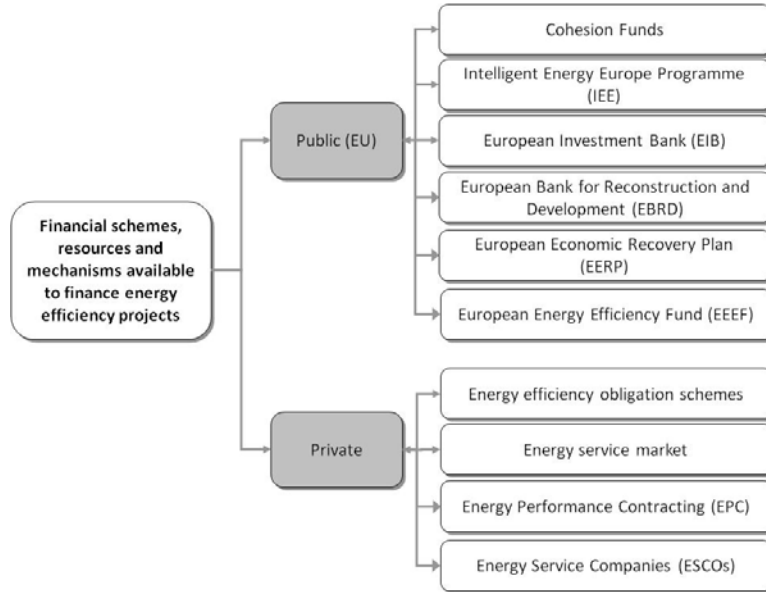 Financial schemes,
resources and
mechanisms available
to finance energy
efficiency projects
Public (EU)
Cohesion Funds
Intelligent Energy Europe Programme
(IEE)
European Investment Bank (EIB)
European Bank for Reconstruction and
Development (EBRD)
European Economic Recovery Plan
(EERP)
European Energy Efficiency Fund (EEEF)
Private
Energy efficiency obligation schemes
Energy service market
Energy Performance Contracting (EPC)
Energy Service Companies (ESCOs)